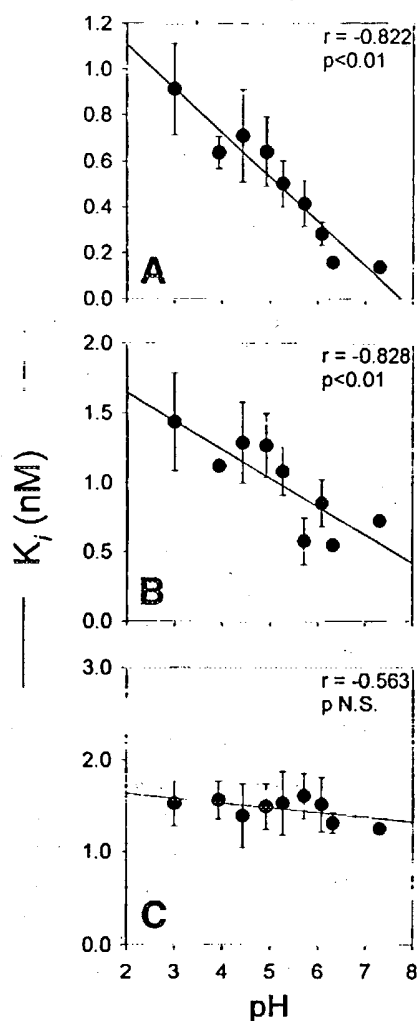 1.2
r = -0.822
p<0.01
1.0
0.8
0.6
0.4
0.2
0.0
A
2.0
r = -0.828
p<0.01
1.5
1.0
0.5
0.0
B
K i (nM)
3.0
r = -0.563
p N.S.
2.0
1.0
0.0
C
2 3 4 5 6 7 8
pH